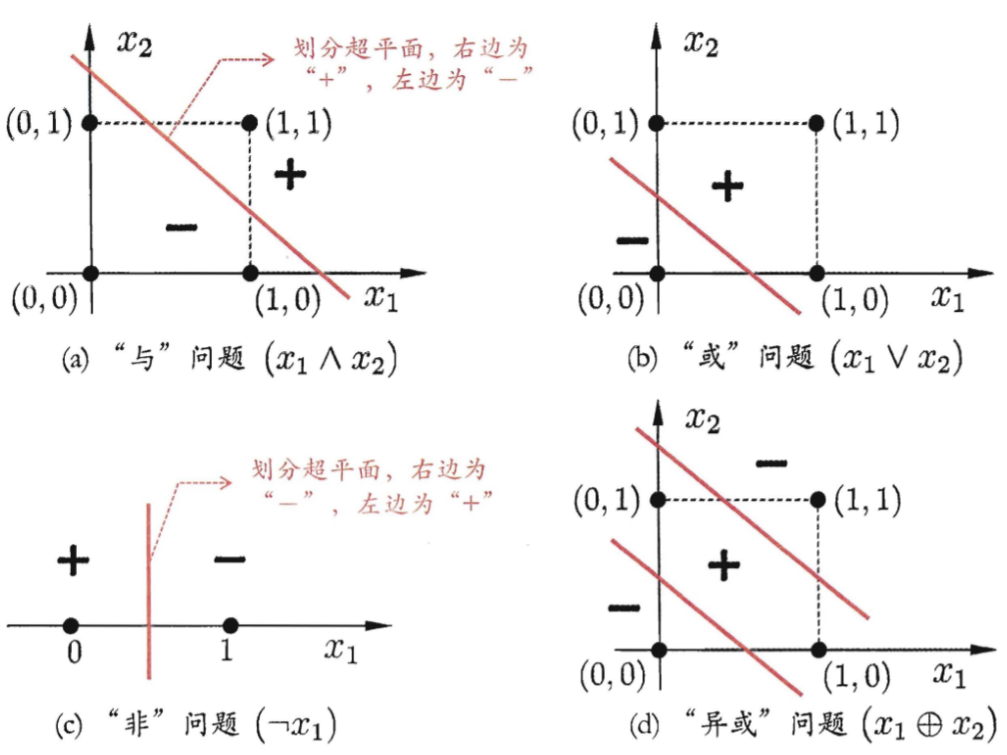 x₂
划分超平面，右边为
“+”，左边为“−”
(0, 1)
(1, 1)
+
−
(0, 0)
(1, 0)
x₁
(a) “与” 问题 (x₁ ∧ x₂)
x₂
(0, 1)
(1, 1)
+
−
(0, 0)
(1, 0)
x₁
(b) “或” 问题 (x₁ ∨ x₂)
划分超平面，右边为
“−”，左边为“+”
+
−
0
1
x₁
(c) “非” 问题 (¬x₁)
x₂
−
(0, 1)
(1, 1)
+
−
(0, 0)
(1, 0)
x₁
(d) “异或” 问题 (x₁ ⊕ x₂)